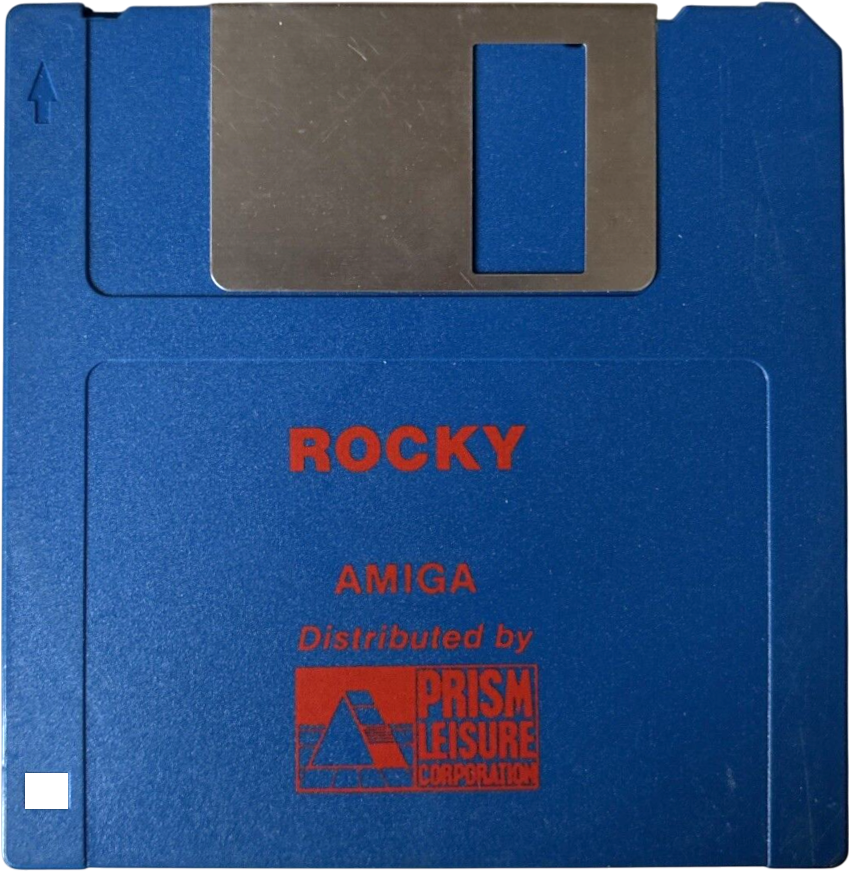 ROCKY
AMIGA
Distributed by
PRISM
LEISURE
CORPORATION